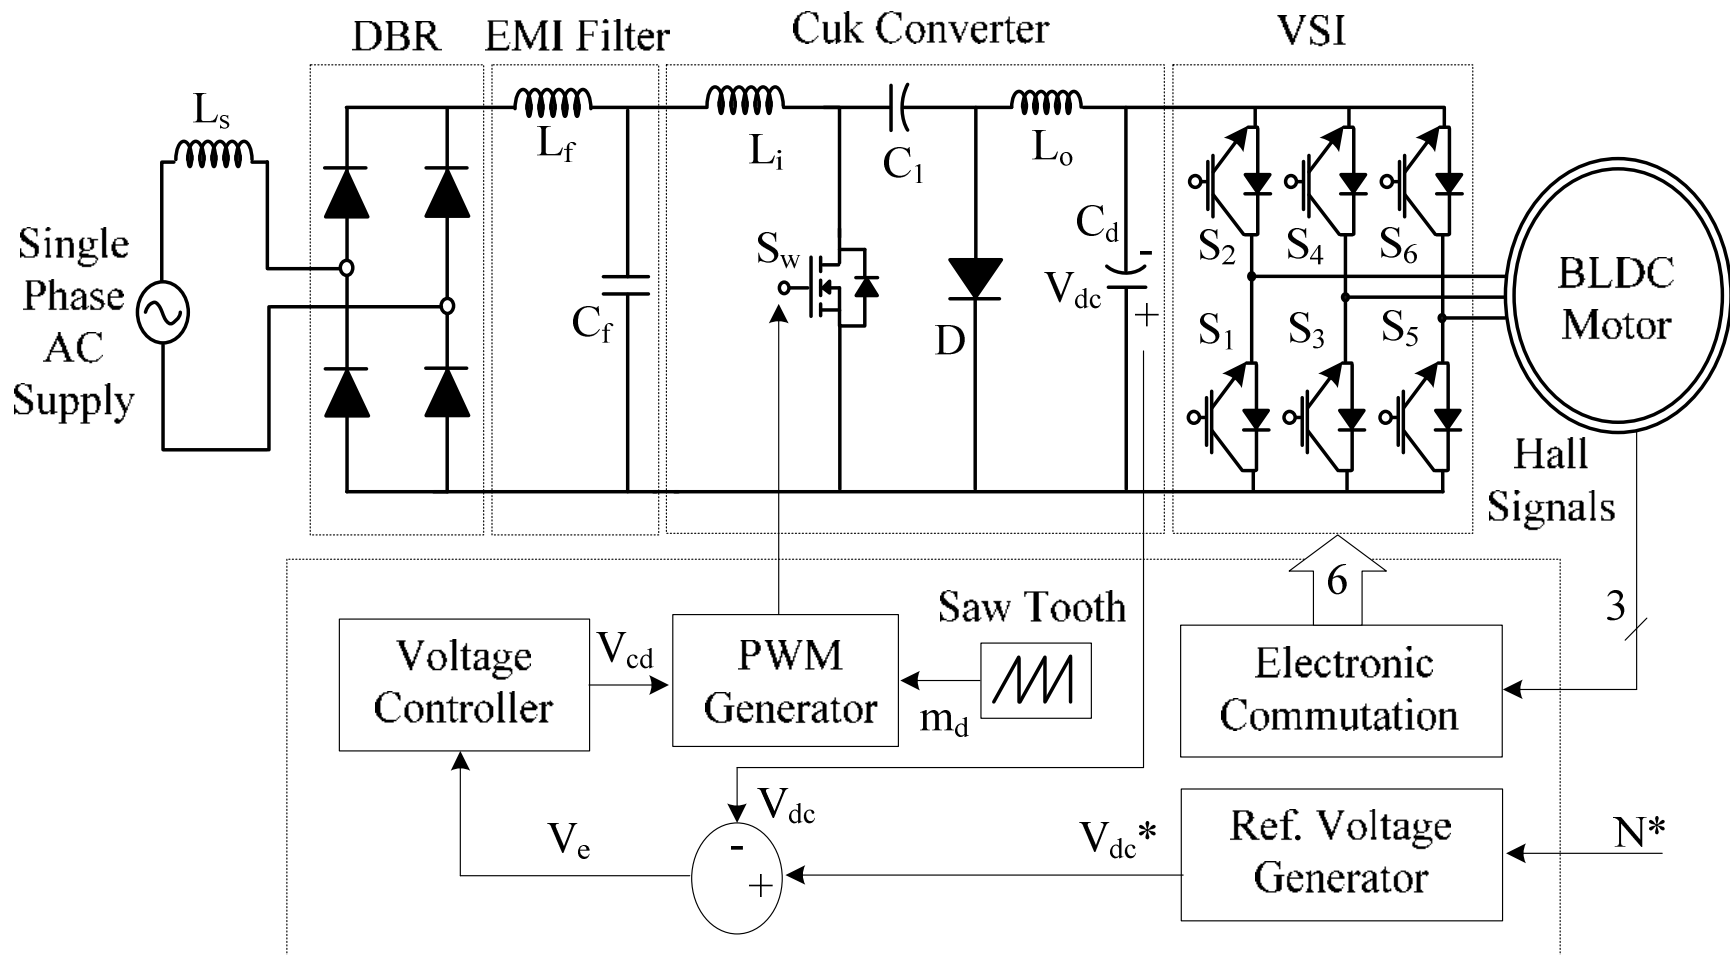 DBR
EMI Filter
Cuk Converter
VSI
Ls
Lf
Li
C1
Lo
Single
Phase
AC
Supply
Cf
Sw
D
Cd
-
Vdc
+
S2
S4
S6
S1
S3
S5
BLDC
Motor
Hall
Signals
6
3
Saw Tooth
Voltage
Controller
Vcd
PWM
Generator
md
Electronic
Commutation
Vdc
Ve
-
+
Vdc*
Ref. Voltage
Generator
N*